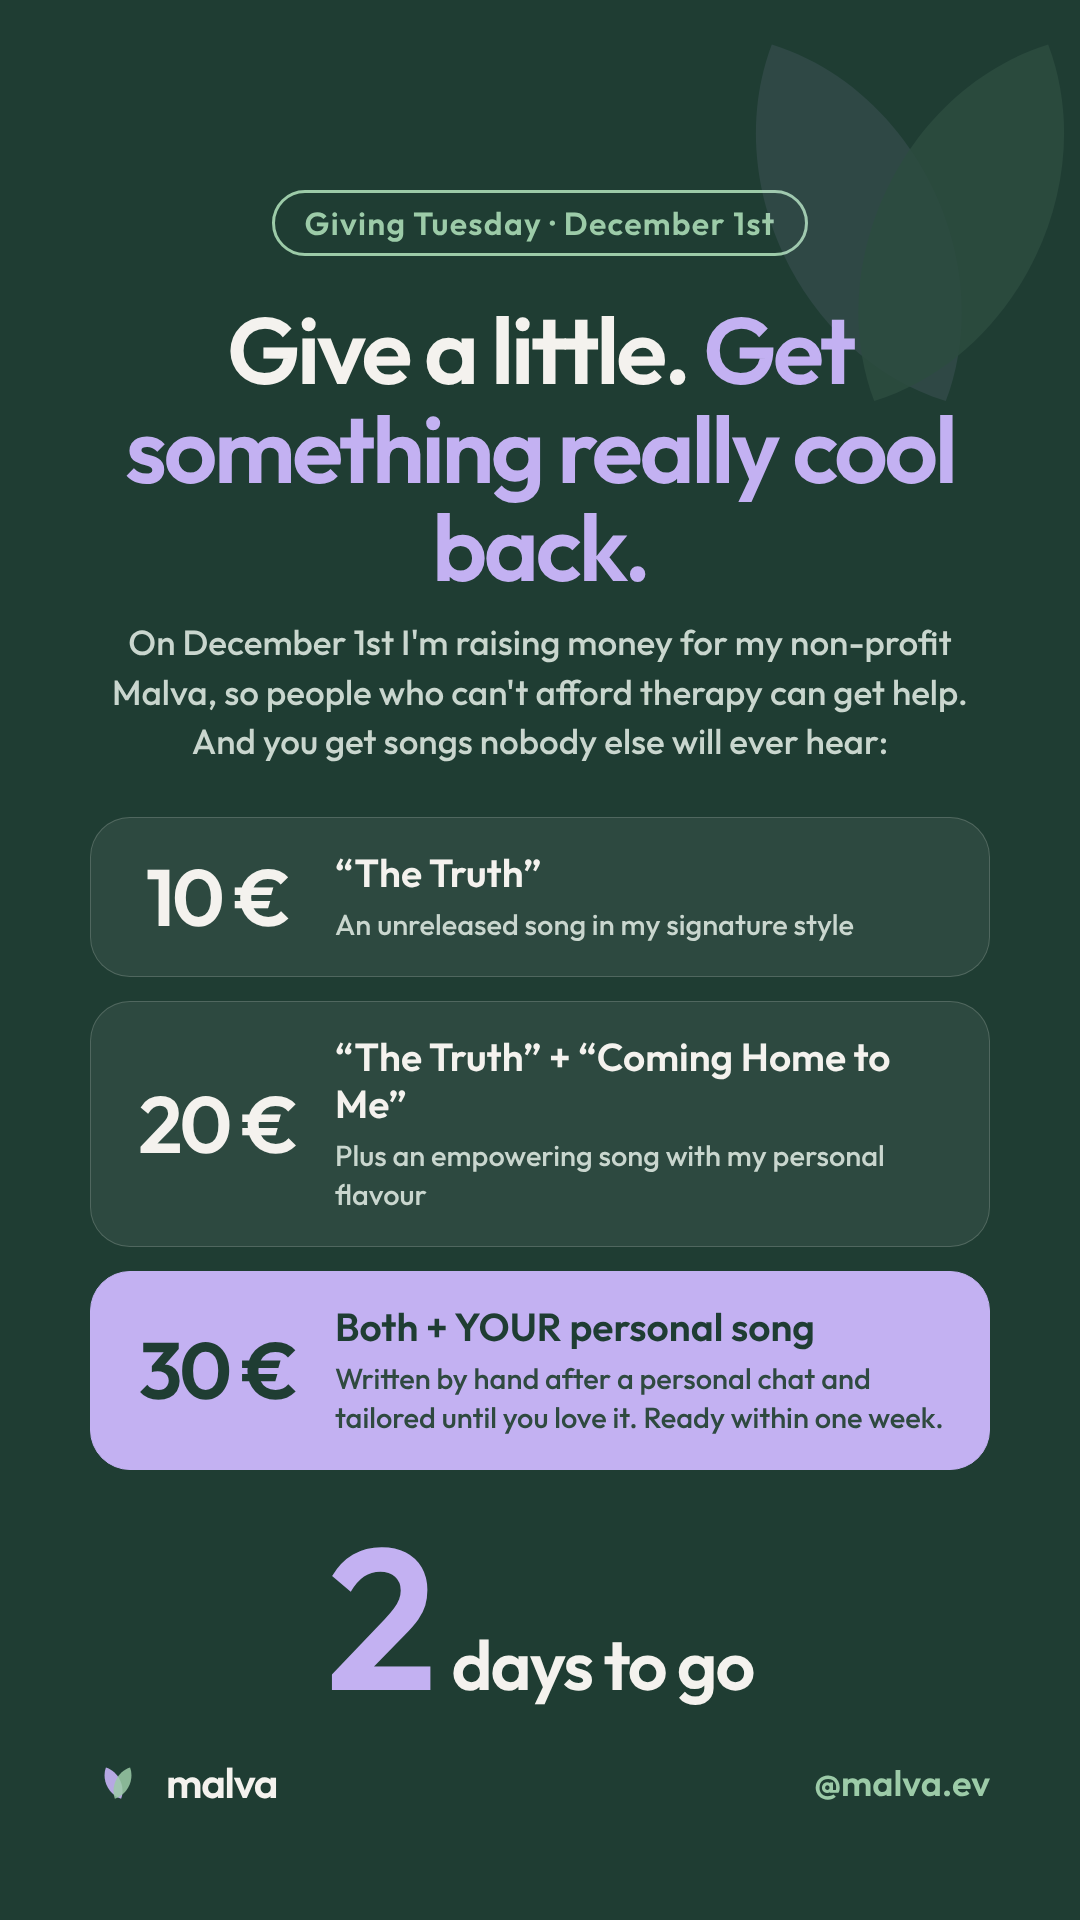 Giving Tuesday · December 1st
Give a little. Get
something really cool
back.
On December 1st I'm raising money for my non-profit
Malva, so people who can't afford therapy can get help.
And you get songs nobody else will ever hear:
10 €
“The Truth”
An unreleased song in my signature style
20 €
“The Truth” + “Coming Home to
Me”
Plus an empowering song with my personal
flavour
30 €
Both + YOUR personal song
Written by hand after a personal chat and
tailored until you love it. Ready within one week.
2 days to go
malva
@malva.ev